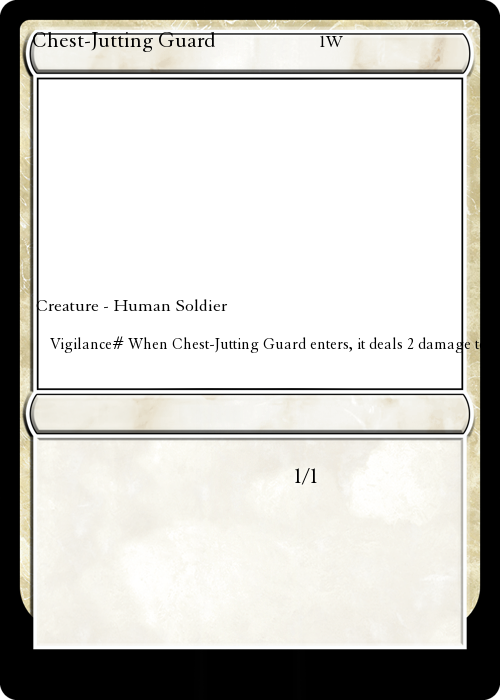 Chest-Jutting Guard 1W
Creature - Human Soldier
Vigilance# When Chest-Jutting Guard enters, it deals 2 damage t
1/1